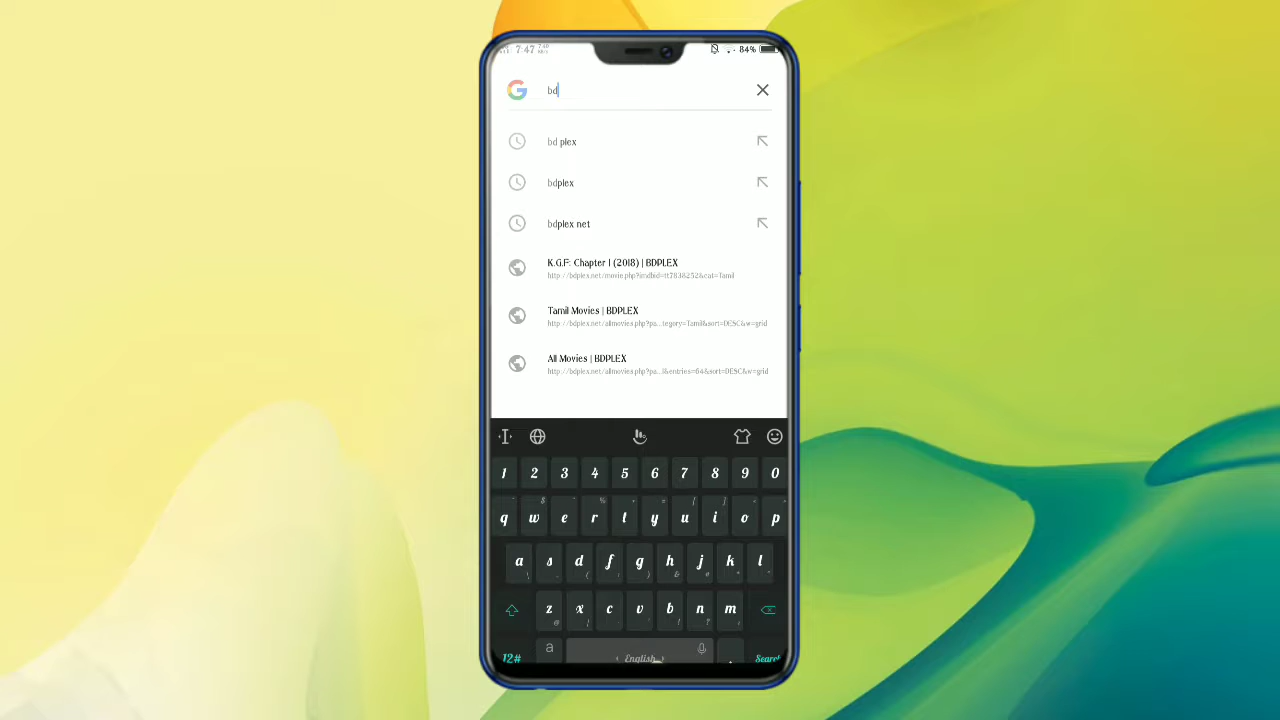 7:47
84%
bd
bd plex
bdplex
bdplex net
K.G.F: Chapter 1 (2018) | BDPLEX
http://bdplex.net/movie.php?imdbid=tt7838252&cat=Tamil
Tamil Movies | BDPLEX
http://bdplex.net/allmovies.php?pa...tegory=Tamil&sort=DESC&w=grid
All Movies | BDPLEX
http://bdplex.net/allmovies.php?pa...l&entries=64&sort=DESC&w=grid
1 2 3 4 5 6 7 8 9 0
q w e r t y u i o p
a s d f g h j k l
z x c v b n m
12# a English Search